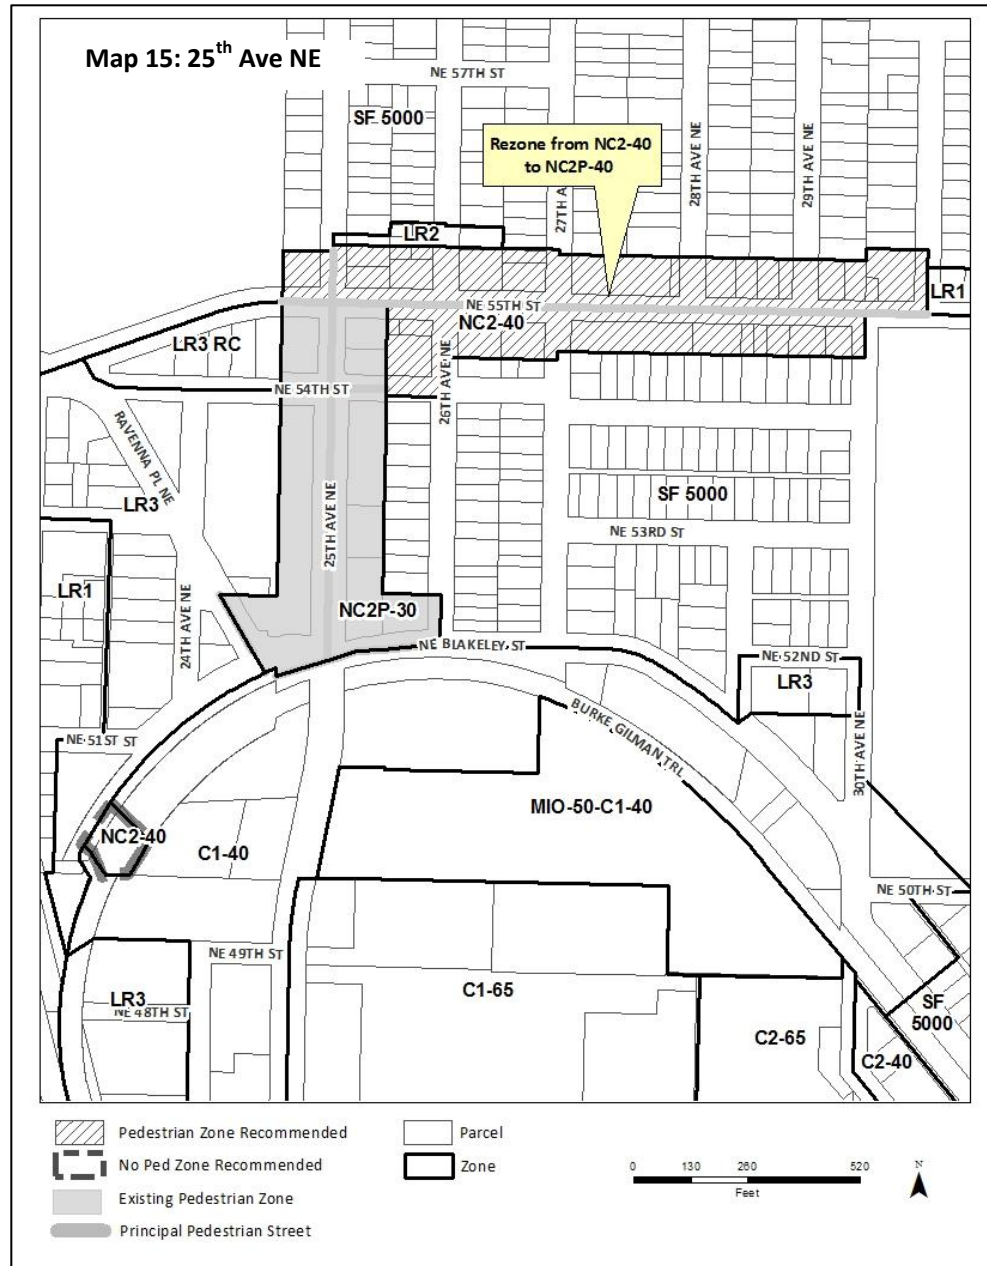 Map 15: 25th Ave NE
NE 57TH ST
SF 5000
Rezone from NC2-40
to NC2P-40
27TH A
28TH AVE NE
29TH AVE NE
LR2
LR1
NE 55TH ST
NC2-40
LR3 RC
NE 54TH ST
26TH AVE NE
RAVENNA PL NE
LR3
25TH AVE NE
SF 5000
NE 53RD ST
LR1
24TH AVE NE
NC2P-30
NE BLAKELEY ST
NE 52ND ST
LR3
30TH AVE NE
BURKE GILMAN TRL
NE 51ST ST
MIO-50-C1-40
NC2-40
C1-40
NE 50TH ST
NE 49TH ST
C1-65
LR3
NE 48TH ST
SF
5000
C2-65
C2-40
Pedestrian Zone Recommended
No Ped Zone Recommended
Existing Pedestrian Zone
Principal Pedestrian Street
Parcel
Zone
0 130 260 520
Feet
N